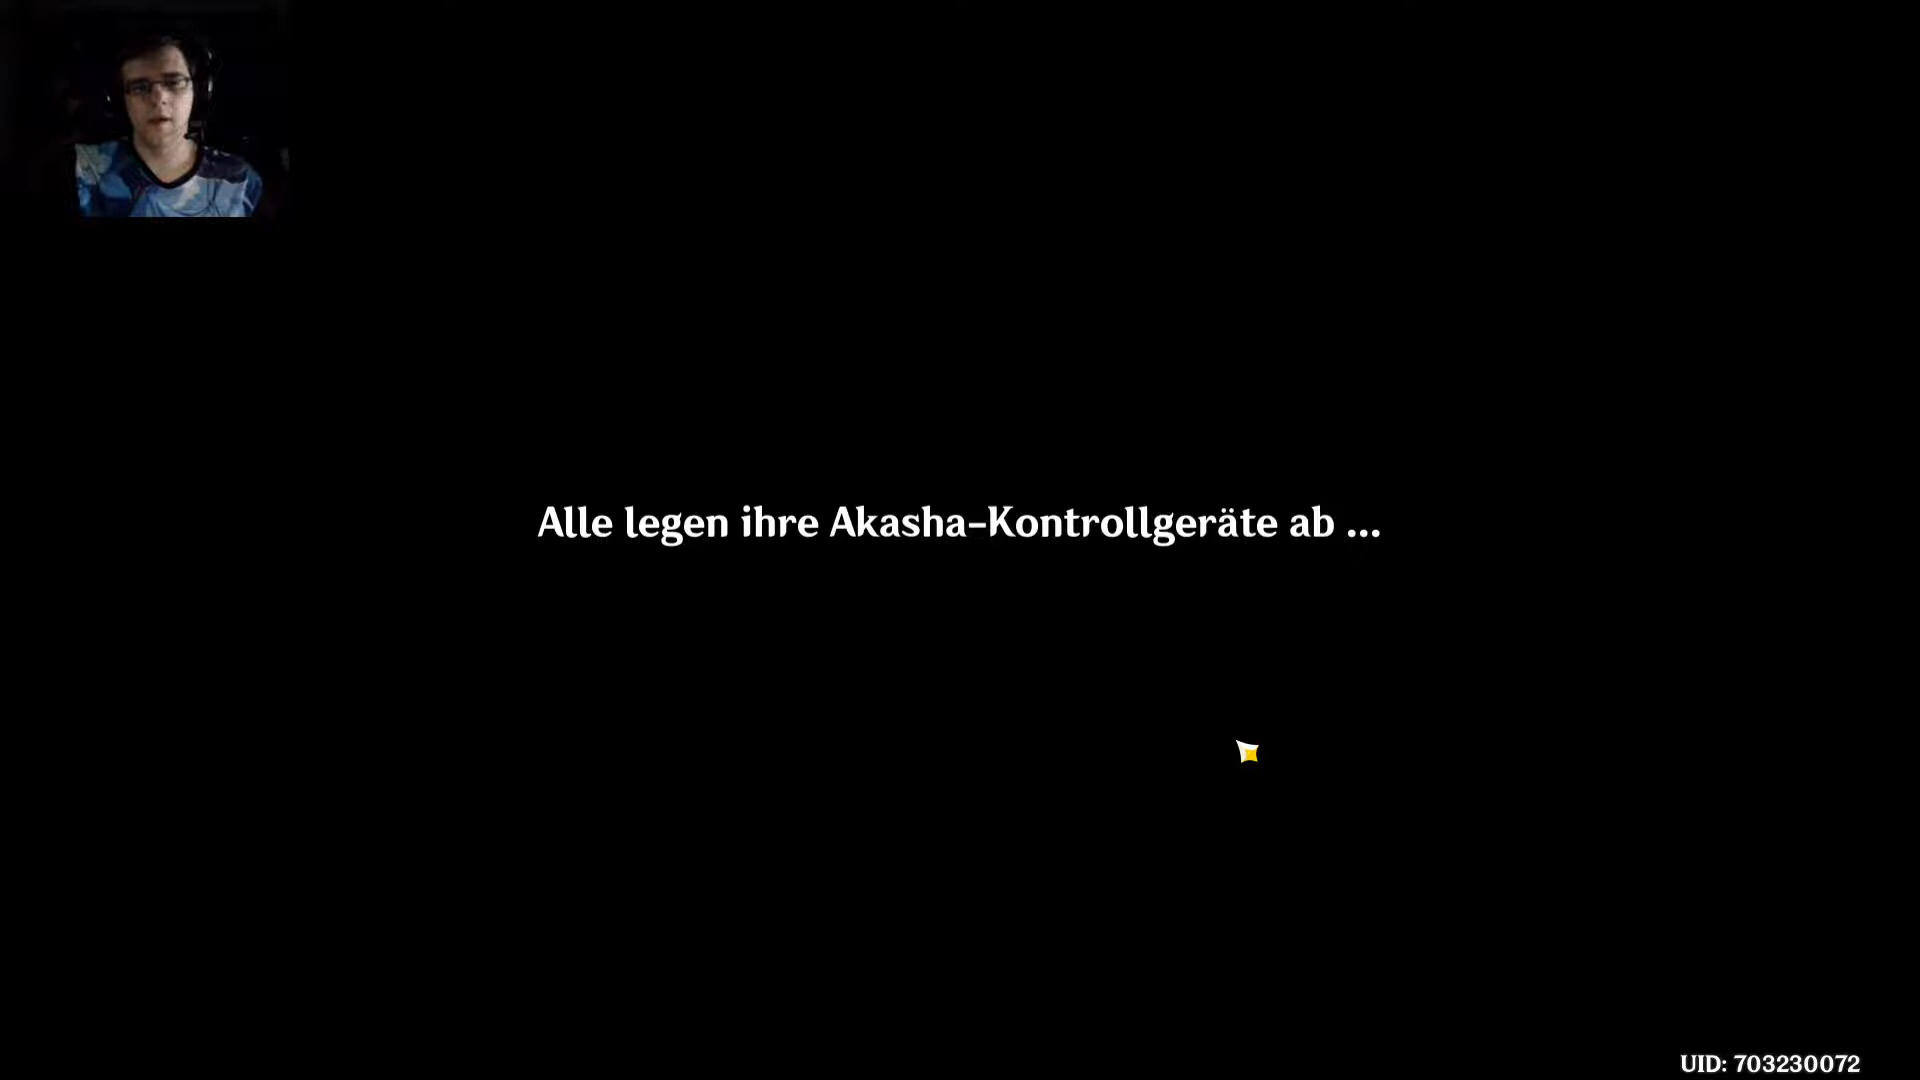 Alle legen ihre Akasha-Kontrollgeräte ab ...
UID: 703230072